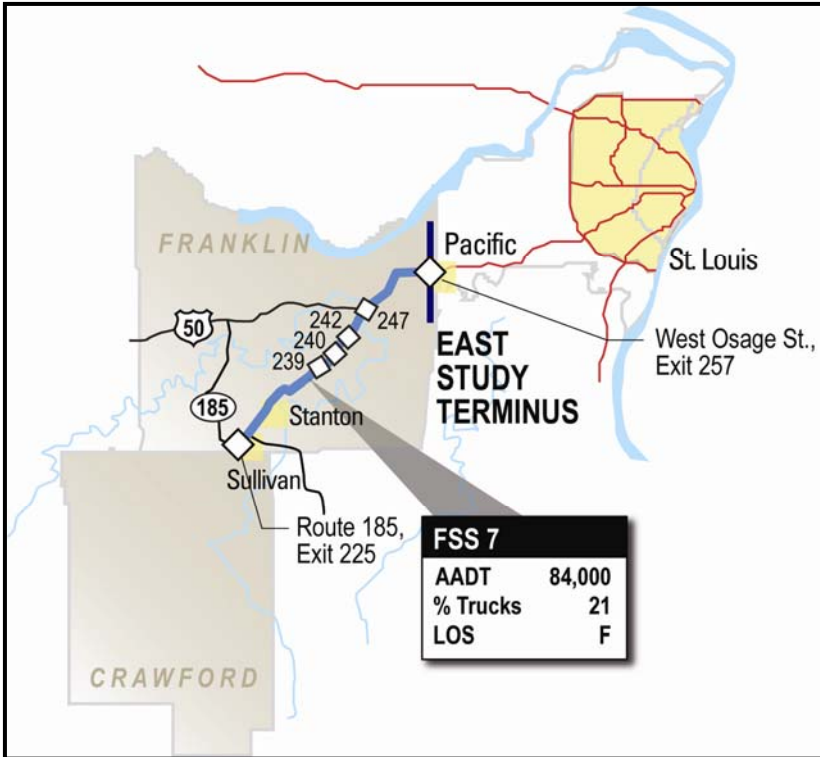 FRANKLIN
Pacific
St. Louis
50
242
247
240
239
West Osage St.,
Exit 257
EAST
STUDY
TERMINUS
185
Stanton
Sullivan
Route 185,
Exit 225
FSS 7
AADT 84,000
% Trucks 21
LOS F
CRAWFORD